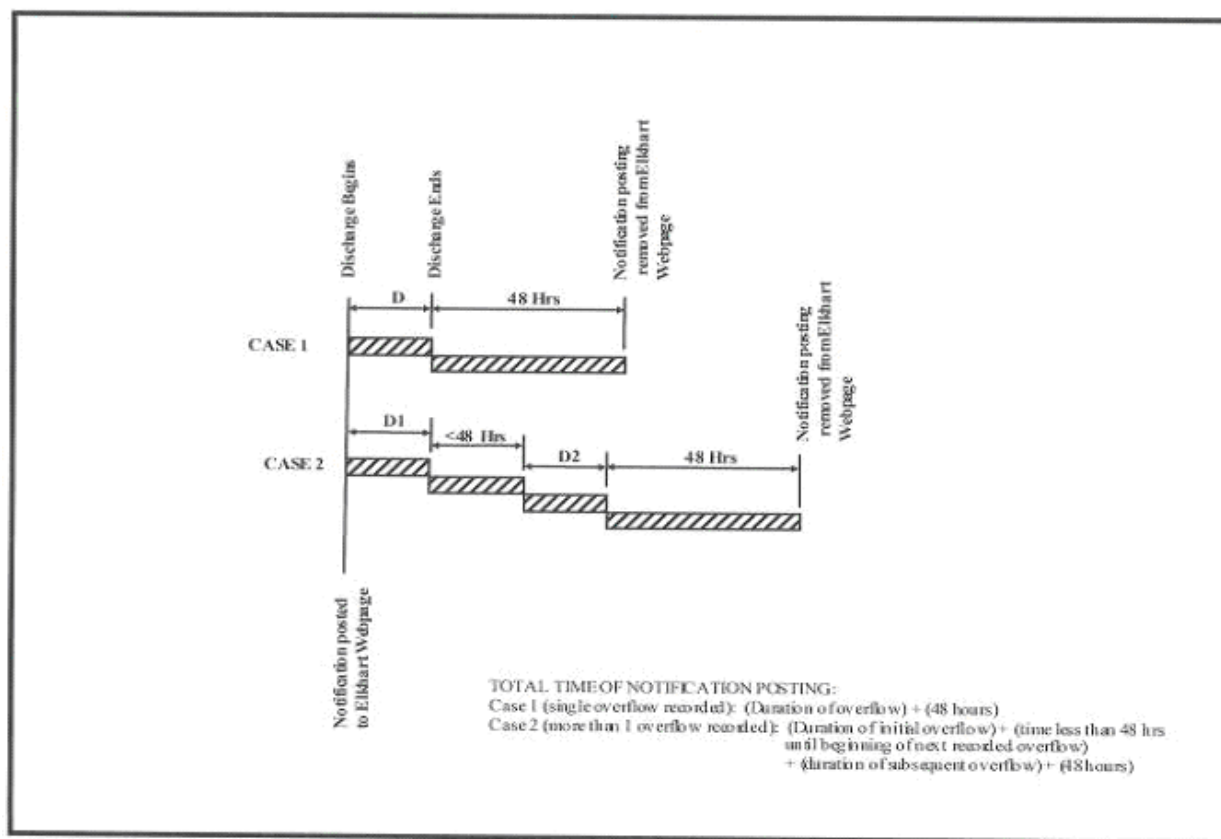 Discharge Begins
Discharge Ends
Notification posting
removed from Elkhart
Webpage
Notification posting
removed from Elkhart
Webpage
D
48 Hrs
CASE 1
D1
<48 Hrs
D2
48 Hrs
CASE 2
Notification posted
to Elkhart Webpage
TOTAL TIME OF NOTIFICATION POSTING:
Case 1 (single overflow recorded): (Duration of overflow) + (48 hours)
Case 2 (more than 1 overflow recorded): (Duration of initial overflow) + (time less than 48 hrs
until beginning of next recorded overflow)
+ (duration of subsequent overflow) + (48 hours)